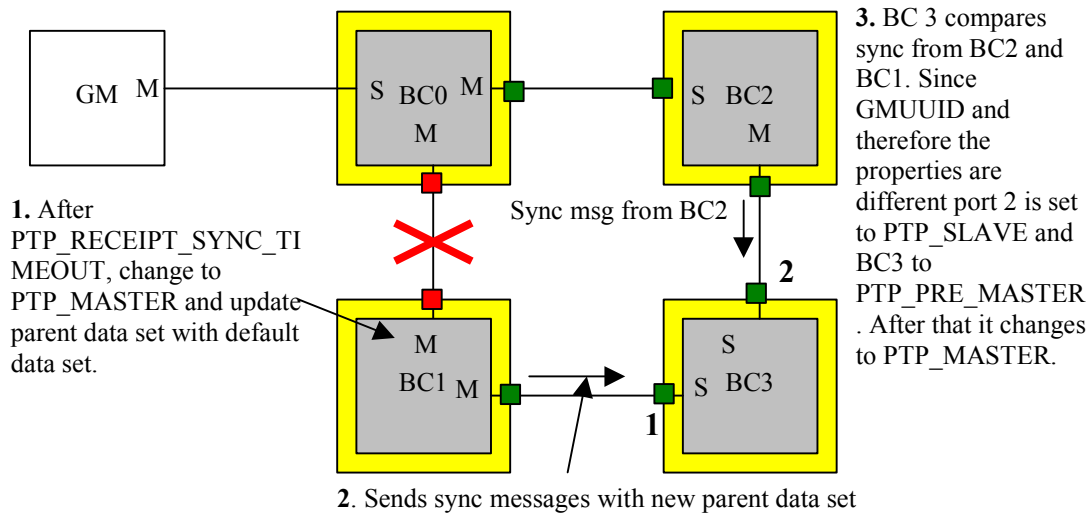 GM M
S BC0 M
M
S BC2
M
3. BC 3 compares
sync from BC2 and
BC1. Since
GMUUID and
therefore the
properties are
different port 2 is set
to PTP_SLAVE and
BC3 to
PTP_PRE_MASTER
. After that it changes
to PTP_MASTER.
1. After
PTP_RECEIPT_SYNC_TI
MEOUT, change to
PTP_MASTER and update
parent data set with default
data set.
Sync msg from BC2
2
M
BC1 M
S
S BC3
1
2. Sends sync messages with new parent data set